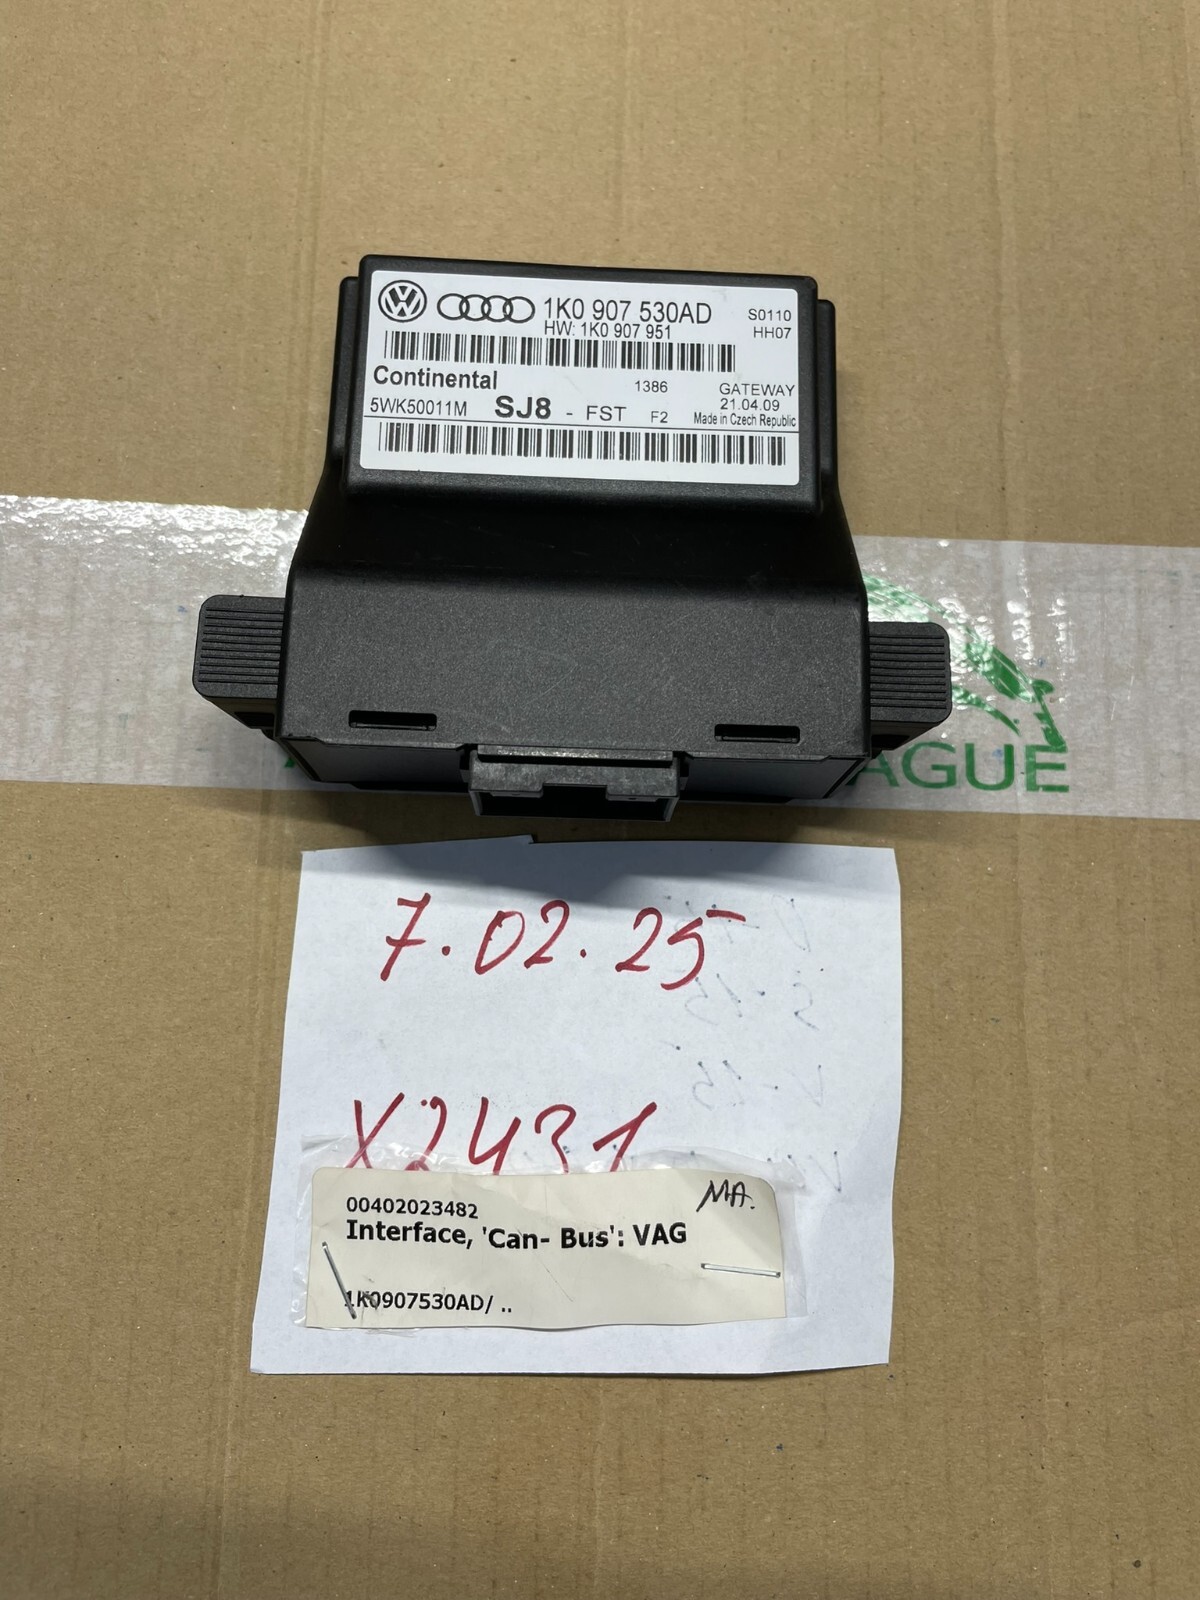 1K0 907 530AD
S0110
HW: 1K0 907 951
HH07
Continental
1386
GATEWAY
5WK50011M
SJ8 - FST F2
21.04.09
Made in Czech Republic
AGUE
7.02.25
X2431
MA.
00402023482
Interface, 'Can- Bus': VAG
1K0907530AD/ ..